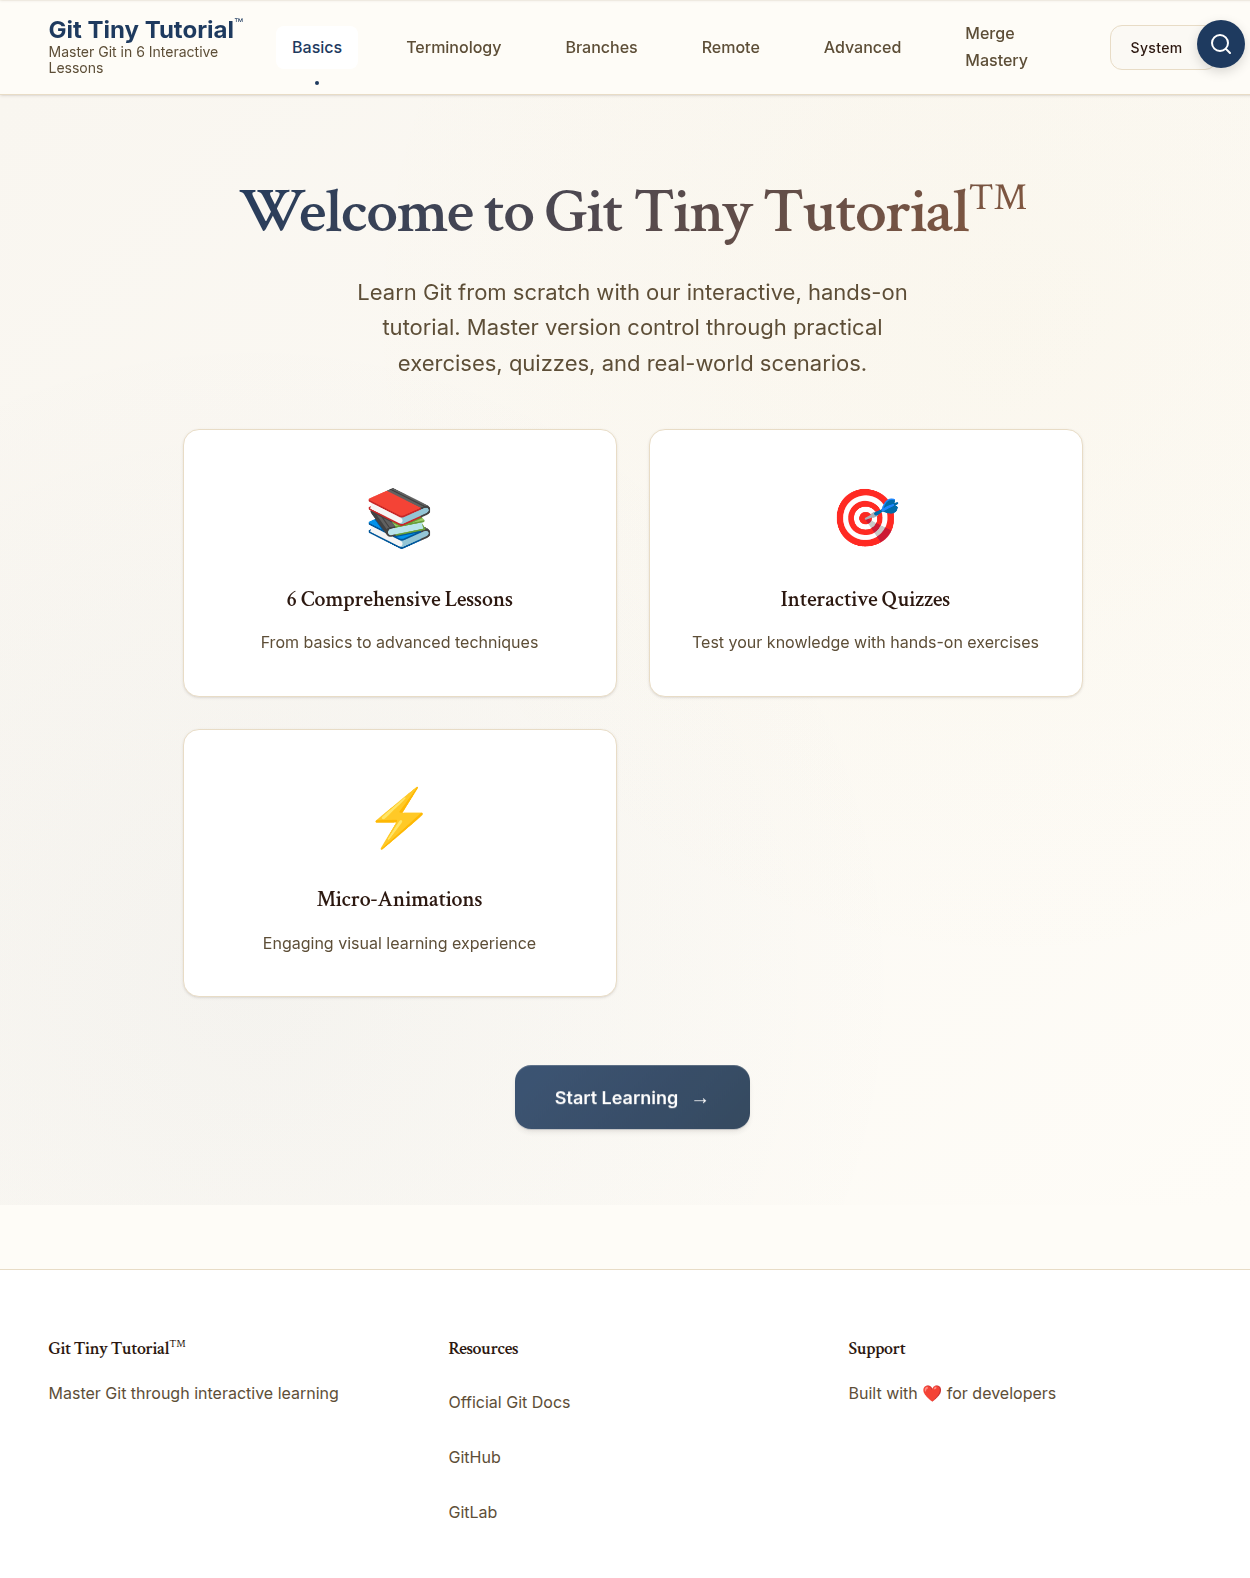 Git Tiny Tutorial™
Master Git in 6 Interactive
Lessons
Basics
Terminology
Branches
Remote
Advanced
Merge
Mastery
System
Welcome to Git Tiny Tutorial™
Learn Git from scratch with our interactive, hands-on
tutorial. Master version control through practical
exercises, quizzes, and real-world scenarios.
6 Comprehensive Lessons
From basics to advanced techniques
Interactive Quizzes
Test your knowledge with hands-on exercises
Micro-Animations
Engaging visual learning experience
Start Learning →
Git Tiny Tutorial™
Master Git through interactive learning
Resources
Official Git Docs
GitHub
GitLab
Support
Built with ❤️ for developers